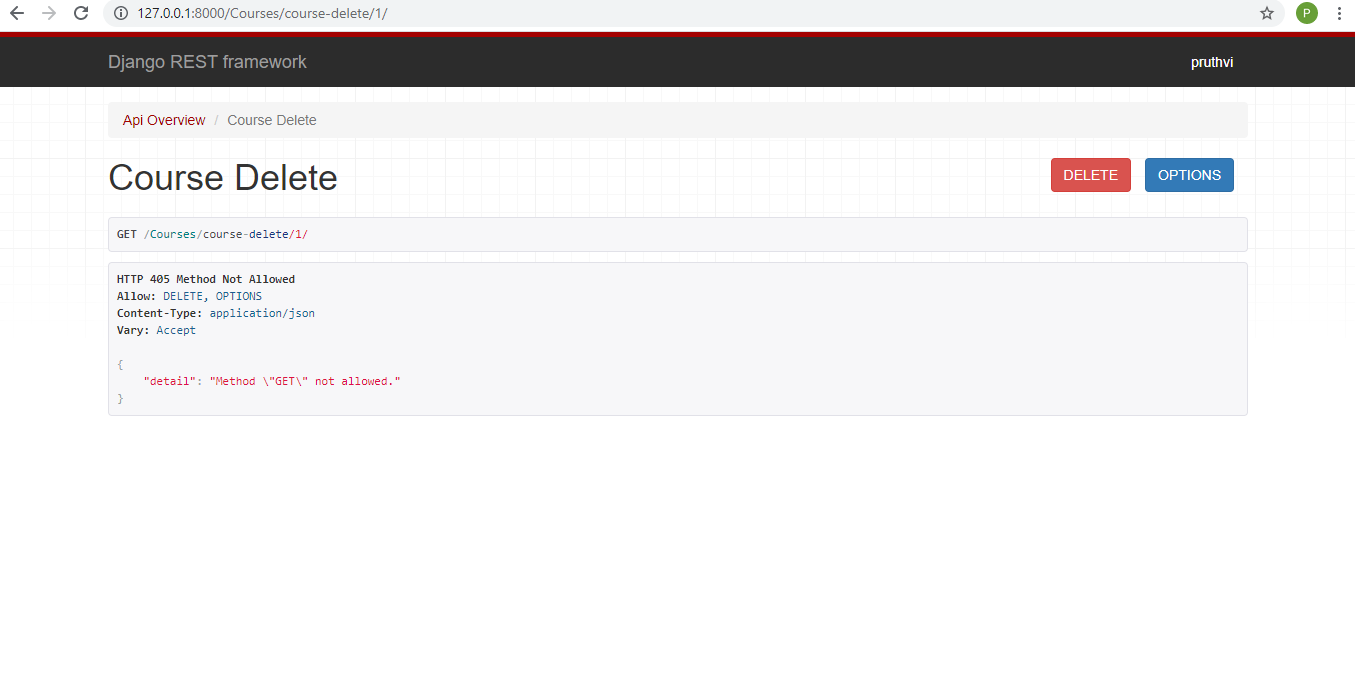 127.0.0.1:8000/Courses/course-delete/1/
P
Django REST framework
pruthvi
Api Overview / Course Delete
Course Delete
DELETE
OPTIONS
GET /Courses/course-delete/1/
HTTP 405 Method Not Allowed
Allow: DELETE, OPTIONS
Content-Type: application/json
Vary: Accept
{
"detail": "Method \"GET\" not allowed."
}